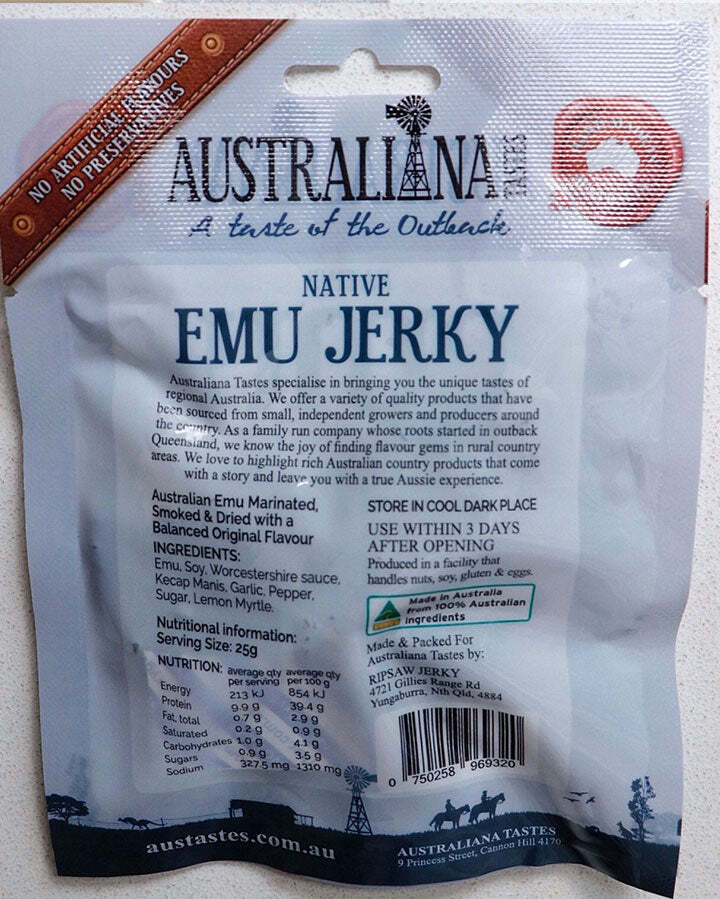 NO ARTIFICIAL FLAVOURS
NO PRESERVATIVES
AUSTRALIANA
TASTES
A taste of the Outback
NATIVE
EMU JERKY
Australiana Tastes specialise in bringing you the unique tastes of
regional Australia. We offer a variety of quality products that have
been sourced from small, independent growers and producers around
the country. As a family run company whose roots started in outback
Queensland, we know the joy of finding flavour gems in rural country
areas. We love to highlight rich Australian country products that come
with a story and leave you with a true Aussie experience.
Australian Emu Marinated,
Smoked & Dried with a
Balanced Original Flavour
INGREDIENTS:
Emu, Soy, Worcestershire sauce,
Kecap Manis, Garlic, Pepper,
Sugar, Lemon Myrtle.
Nutritional information:
Serving Size: 25g
NUTRITION: average qty average qty
per serving per 100 g
Energy 213 kJ 854 kJ
Protein 9.9 g 39.4 g
Fat, total 0.7 g 2.9 g
Saturated 0.2 g 0.9 g
Carbohydrates 1.0 g 4.1 g
Sugars 0.9 g 3.5 g
Sodium 327.5 mg 1310 mg
STORE IN COOL DARK PLACE
USE WITHIN 3 DAYS
AFTER OPENING
Produced in a facility that
handles nuts, soy, gluten & eggs.
Made in Australia
from 100% Australian
ingredients
Made & Packed For
Australiana Tastes by:
RIPSAW JERKY
4721 Gillies Range Rd
Yungaburra, Nth Qld, 4884
0 750258 969320
austastes.com.au
AUSTRALIANA TASTES
9 Princess Street, Cannon Hill 4170